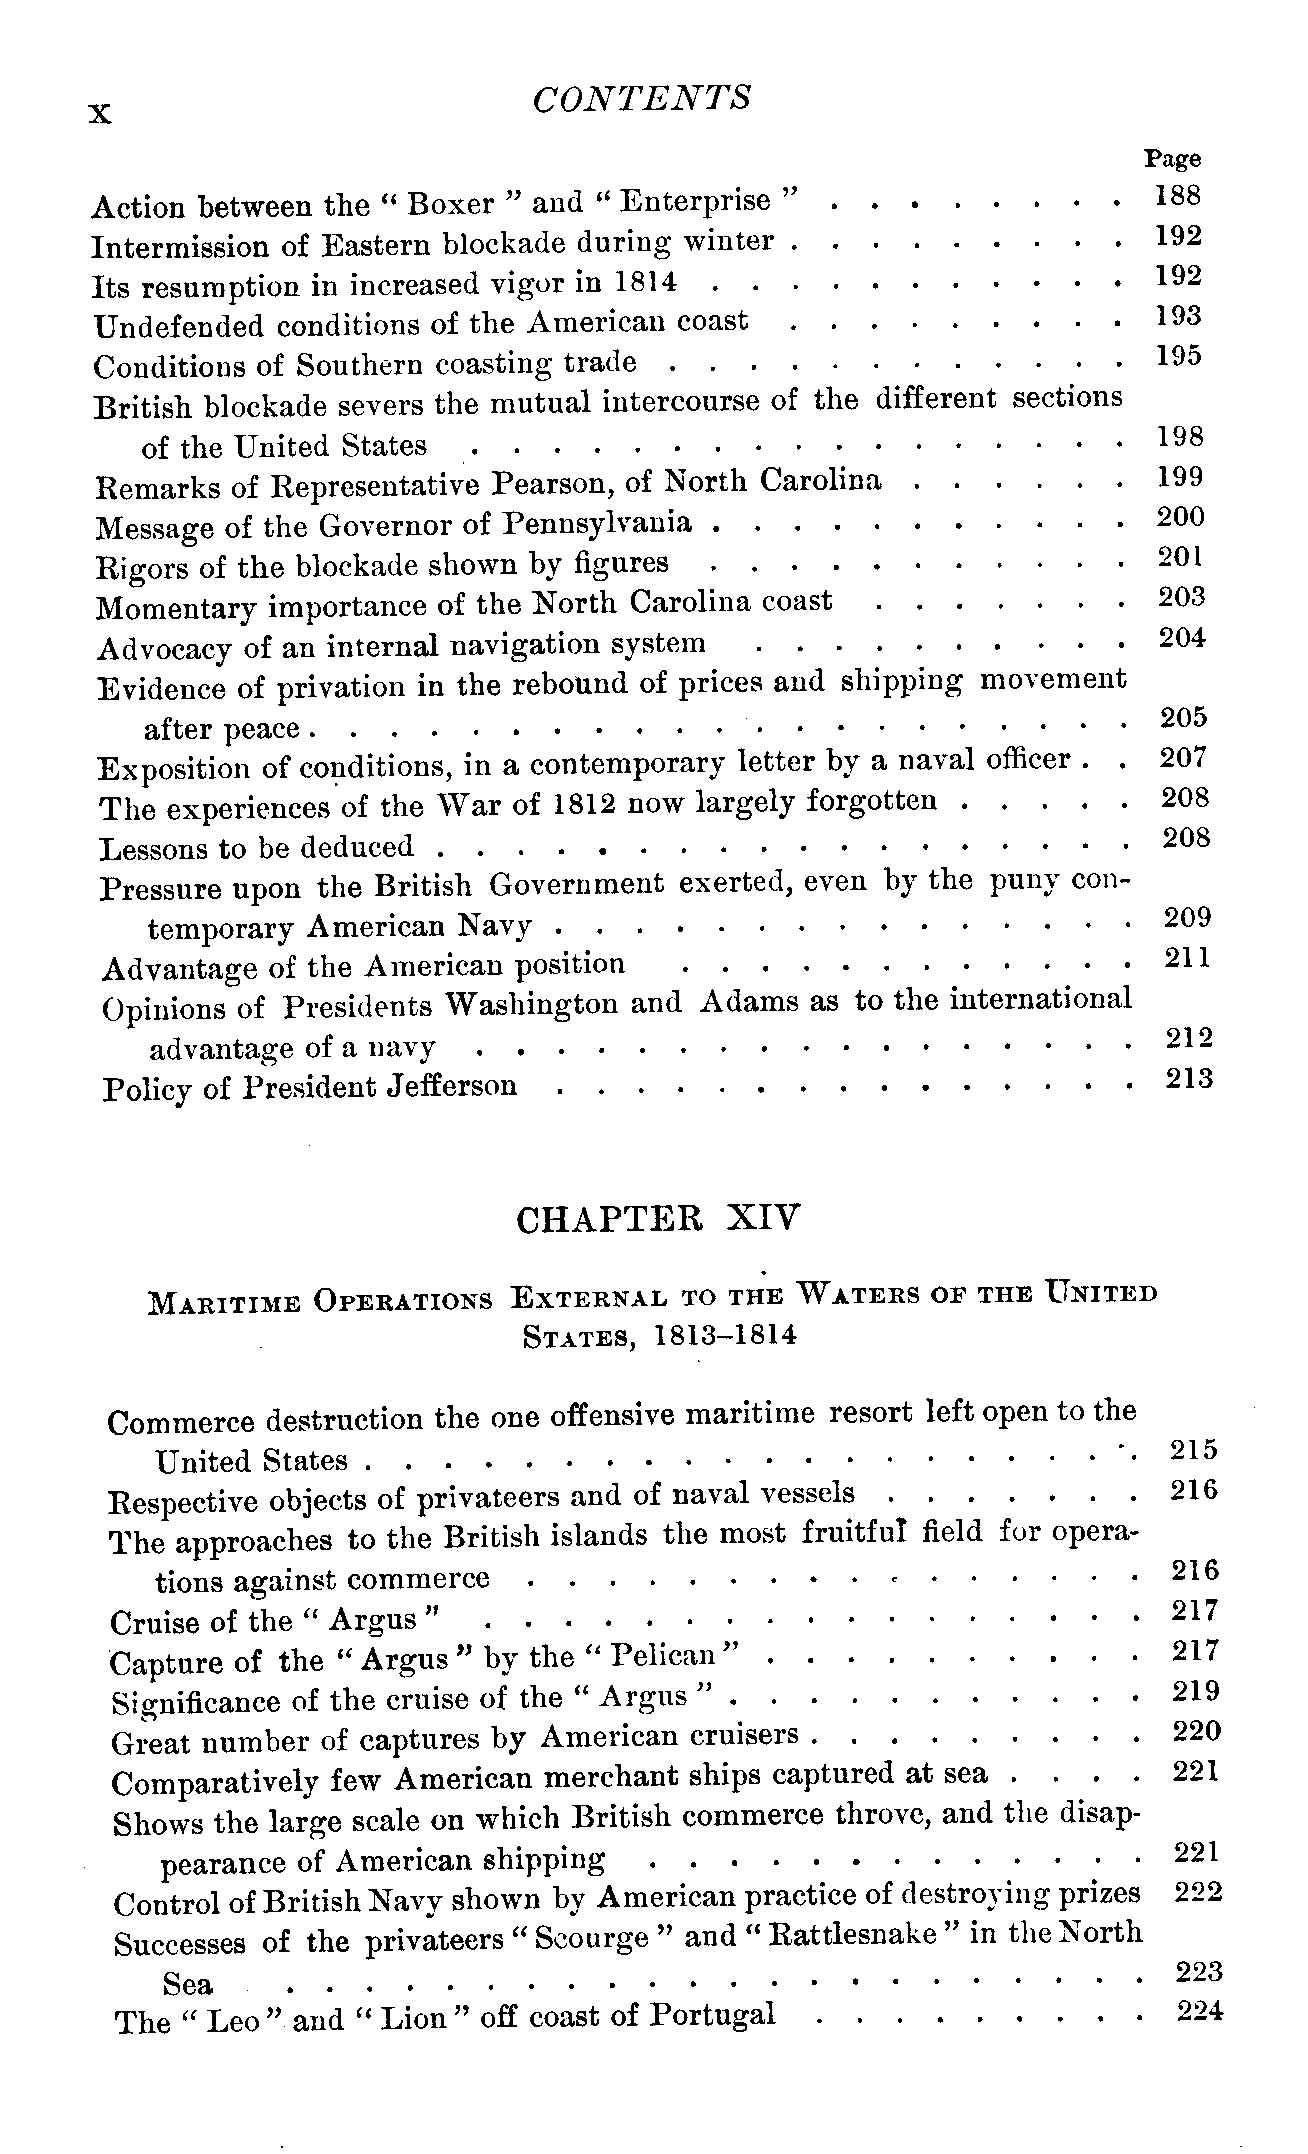 x
CONTENTS
Page
Action between the “ Boxer ” and “ Enterprise ” . . . . . . . . 188
Intermission of Eastern blockade during winter . . . . . . . . . 192
Its resumption in increased vigor in 1814 . . . . . . . . . . . 192
Undefended conditions of the American coast . . . . . . . . . 193
Conditions of Southern coasting trade . . . . . . . . . . . . 195
British blockade severs the mutual intercourse of the different sections
of the United States . . . . . . . . . . . . . . . . . 198
Remarks of Representative Pearson, of North Carolina . . . . . . 199
Message of the Governor of Pennsylvania . . . . . . . . . . . 200
Rigors of the blockade shown by figures . . . . . . . . . . . 201
Momentary importance of the North Carolina coast . . . . . . . 203
Advocacy of an internal navigation system . . . . . . . . . . 204
Evidence of privation in the rebound of prices and shipping movement
after peace . . . . . . . . . . . . . . . . . . . . . 205
Exposition of conditions, in a contemporary letter by a naval officer . . 207
The experiences of the War of 1812 now largely forgotten . . . . . 208
Lessons to be deduced . . . . . . . . . . . . . . . . . . 208
Pressure upon the British Government exerted, even by the puny con-
temporary American Navy . . . . . . . . . . . . . . . 209
Advantage of the American position . . . . . . . . . . . . 211
Opinions of Presidents Washington and Adams as to the international
advantage of a navy . . . . . . . . . . . . . . . . . 212
Policy of President Jefferson . . . . . . . . . . . . . . . 213
CHAPTER XIV
MARITIME OPERATIONS EXTERNAL TO THE WATERS OF THE UNITED
STATES, 1813–1814
Commerce destruction the one offensive maritime resort left open to the
United States . . . . . . . . . . . . . . . . . . . . 215
Respective objects of privateers and of naval vessels . . . . . . . 216
The approaches to the British islands the most fruitful field for opera-
tions against commerce . . . . . . . . . . . . . . . . 216
Cruise of the “ Argus ” . . . . . . . . . . . . . . . . . 217
Capture of the “ Argus ” by the “ Pelican ” . . . . . . . . . . 217
Significance of the cruise of the “ Argus ” . . . . . . . . . . . 219
Great number of captures by American cruisers . . . . . . . . . 220
Comparatively few American merchant ships captured at sea . . . . 221
Shows the large scale on which British commerce throve, and the disap-
pearance of American shipping . . . . . . . . . . . . . 221
Control of British Navy shown by American practice of destroying prizes 222
Successes of the privateers “ Scourge ” and “ Rattlesnake ” in the North
Sea . . . . . . . . . . . . . . . . . . . . . . 223
The “ Leo ” and “ Lion ” off coast of Portugal . . . . . . . . . 224